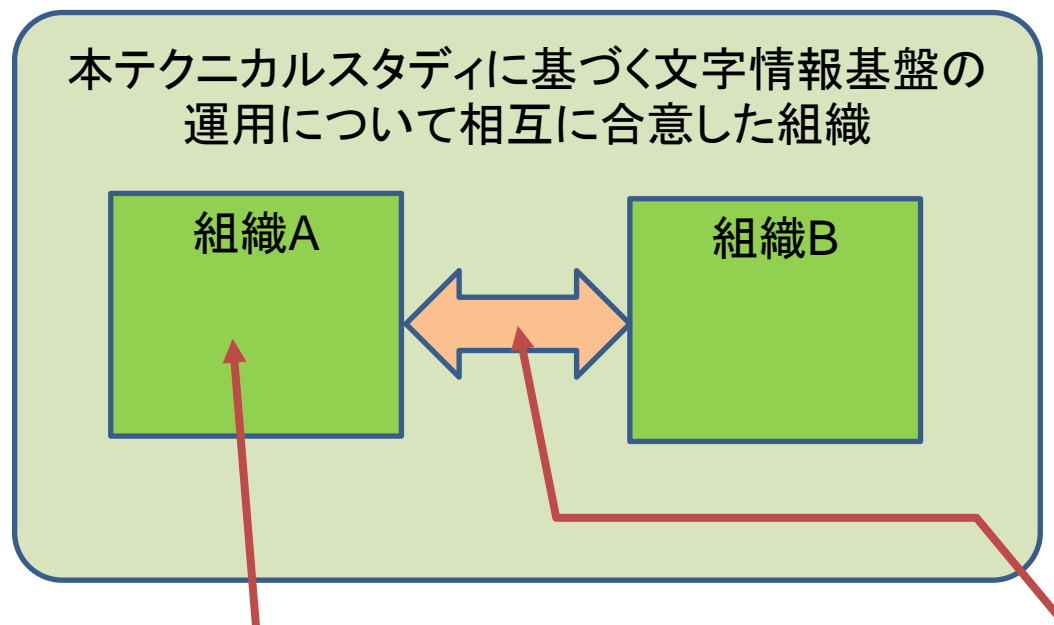 本テクニカルスタディに基づく文字情報基盤の
運用について相互に合意した組織
組織A
組織B